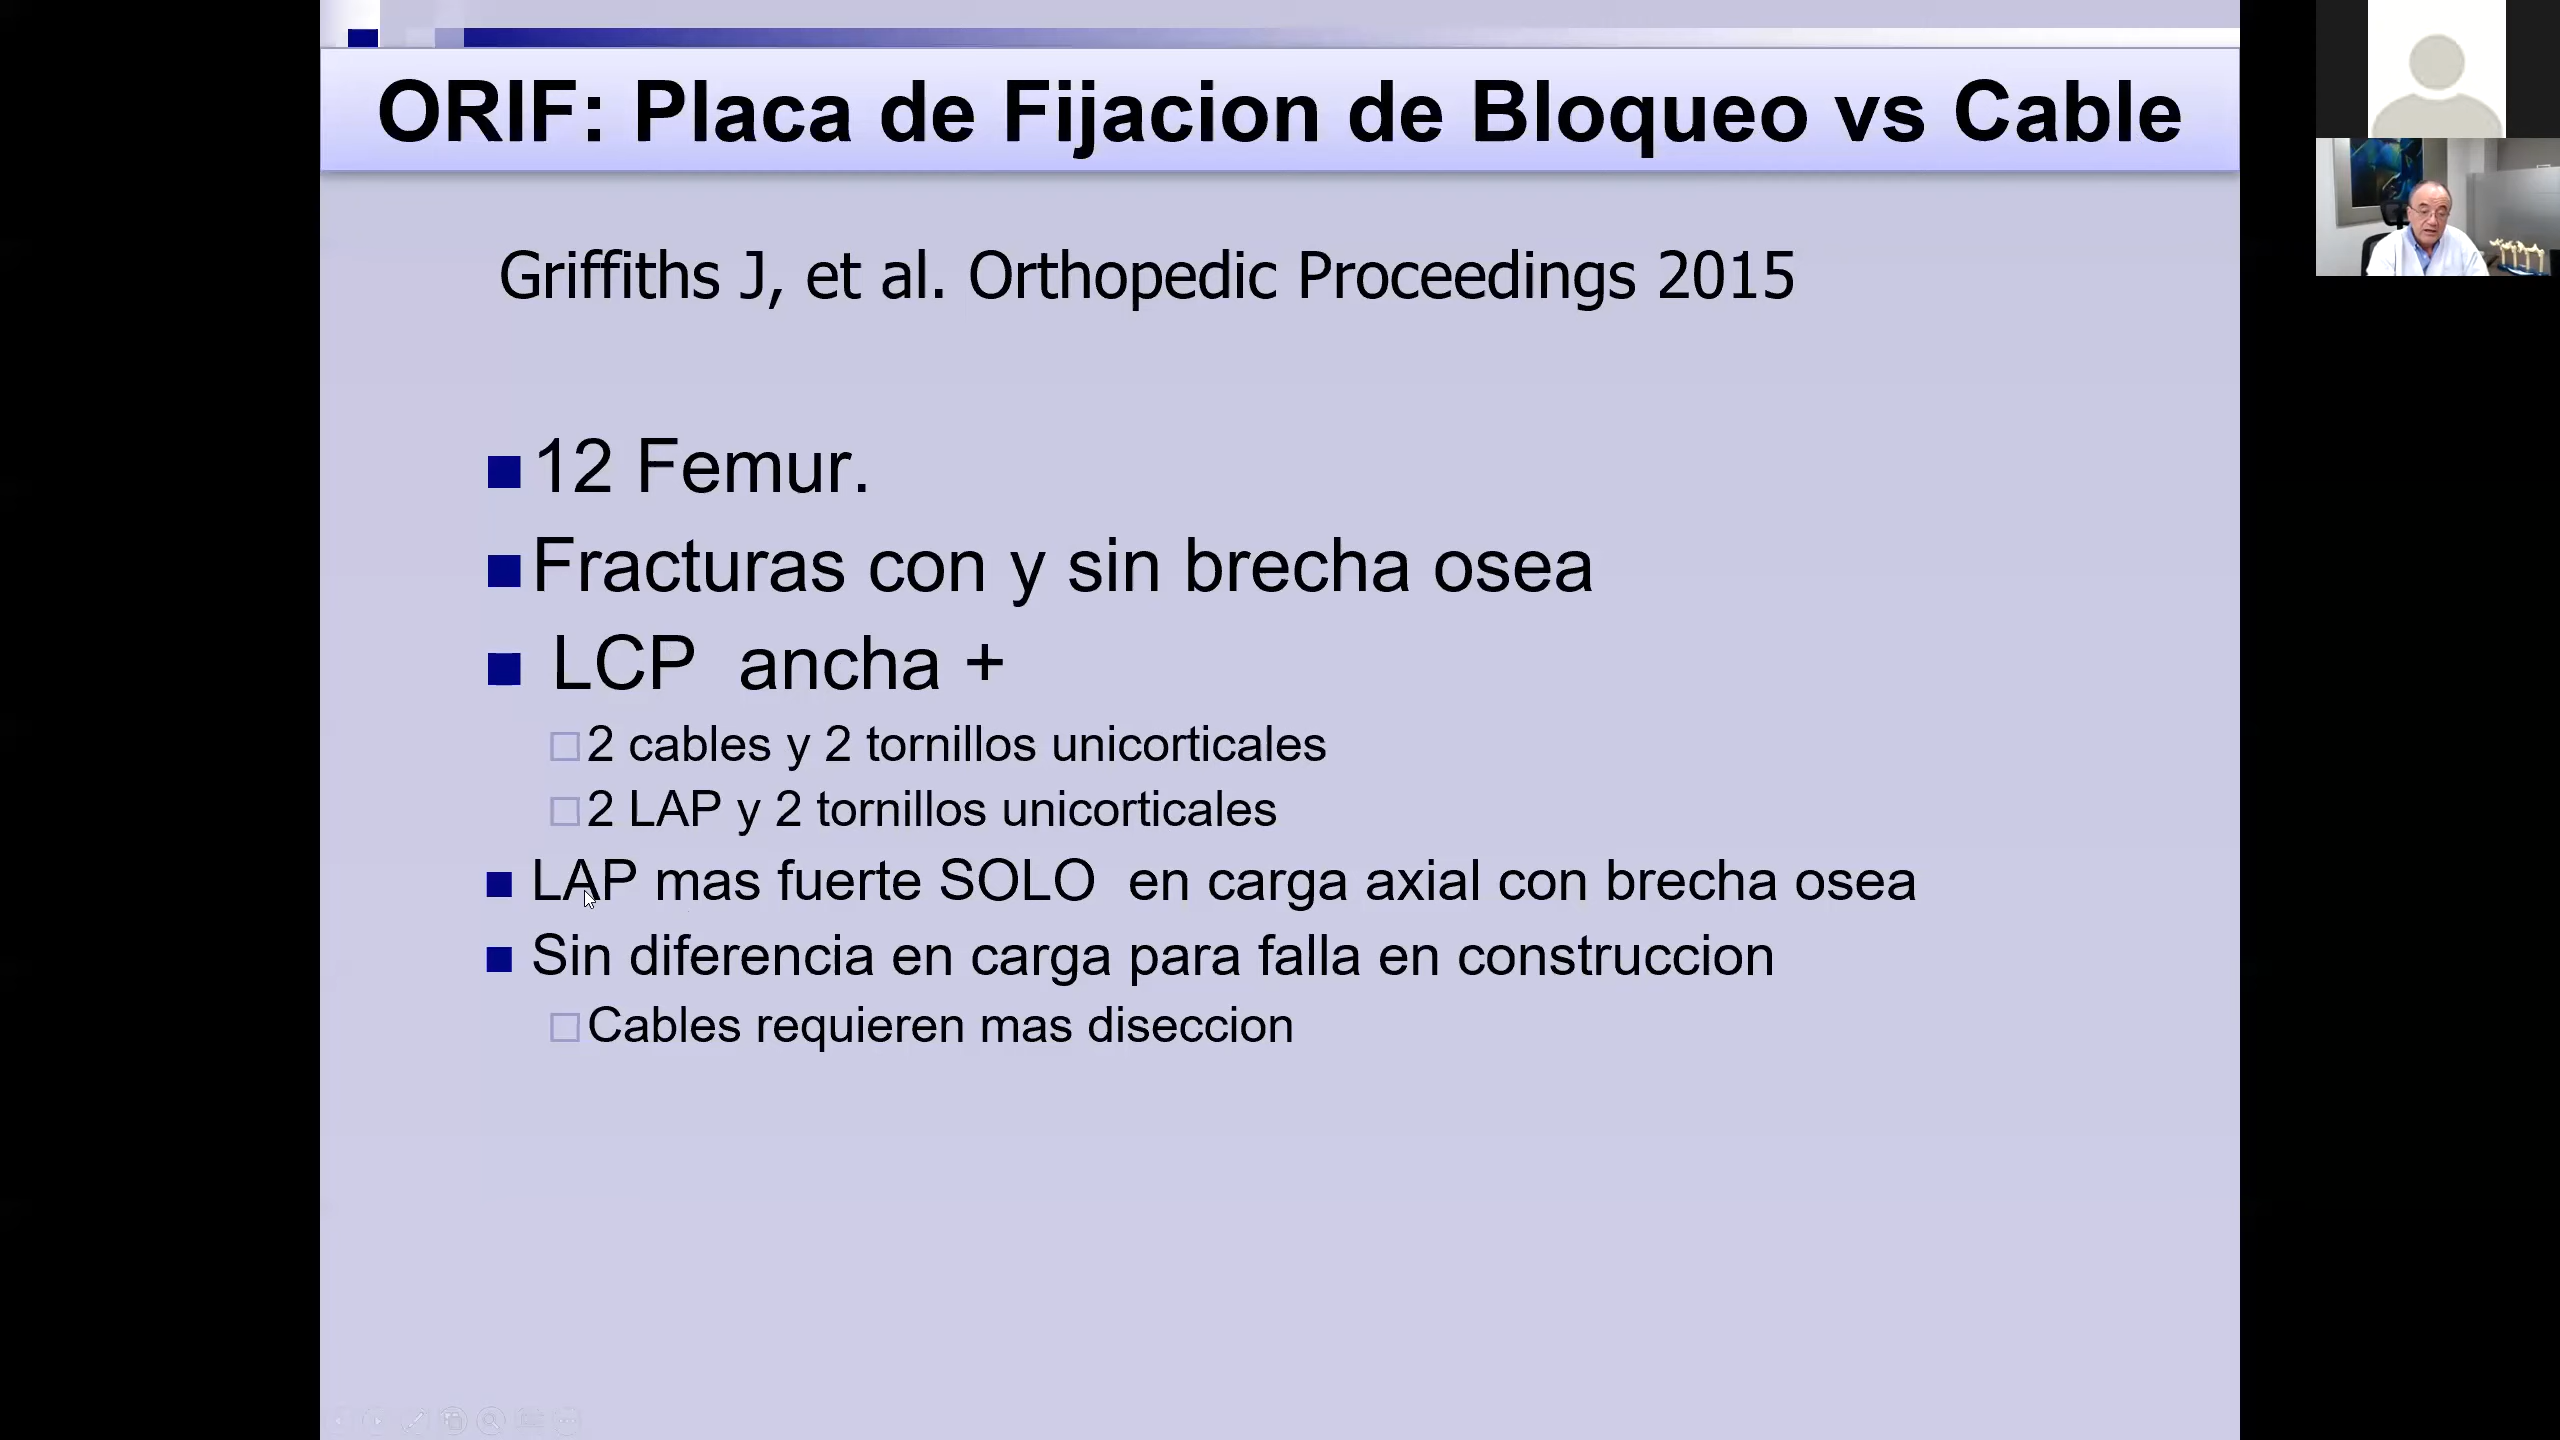 ORIF: Placa de Fijacion de Bloqueo vs Cable
Griffiths J, et al. Orthopedic Proceedings 2015
12 Femur.
Fracturas con y sin brecha osea
LCP ancha +
2 cables y 2 tornillos unicorticales
2 LAP y 2 tornillos unicorticales
LAP mas fuerte SOLO en carga axial con brecha osea
Sin diferencia en carga para falla en construccion
Cables requieren mas diseccion